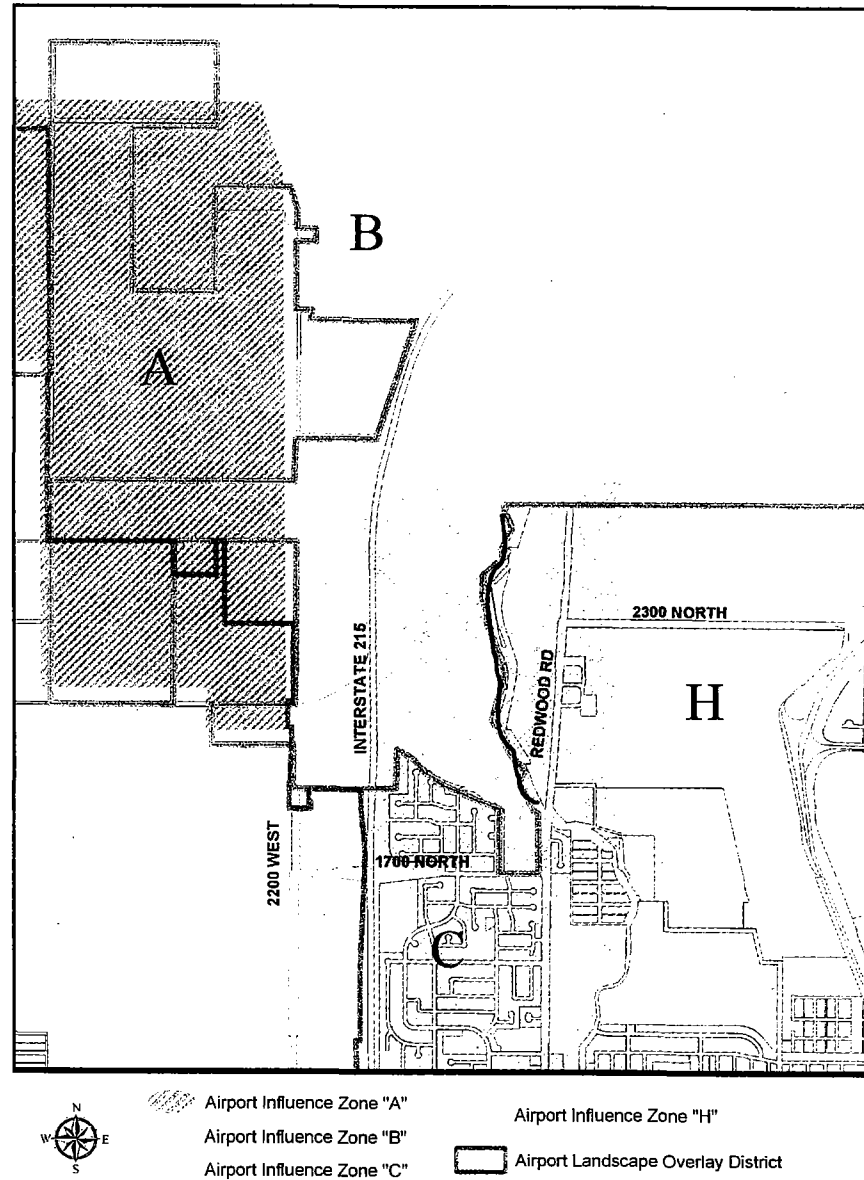 B
A
2300 NORTH
INTERSTATE 215
REDWOOD RD
H
2200 WEST
1700 NORTH
C
N
W E
S
Airport Influence Zone "A"
Airport Influence Zone "B"
Airport Influence Zone "C"
Airport Influence Zone "H"
Airport Landscape Overlay District